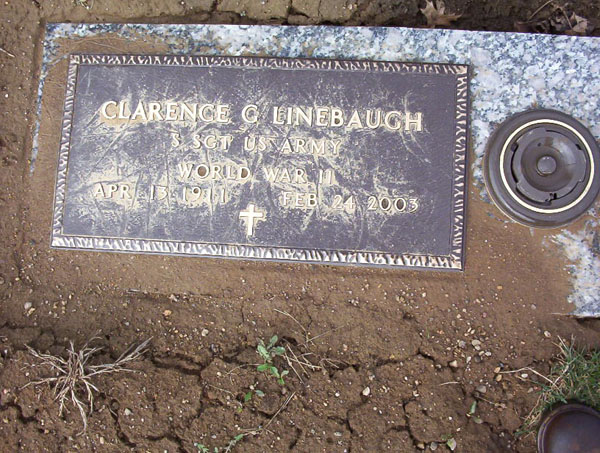 CLARENCE G LINEBAUGH
S SGT US ARMY
WORLD WAR II
APR 13 1911 FEB 24 2003